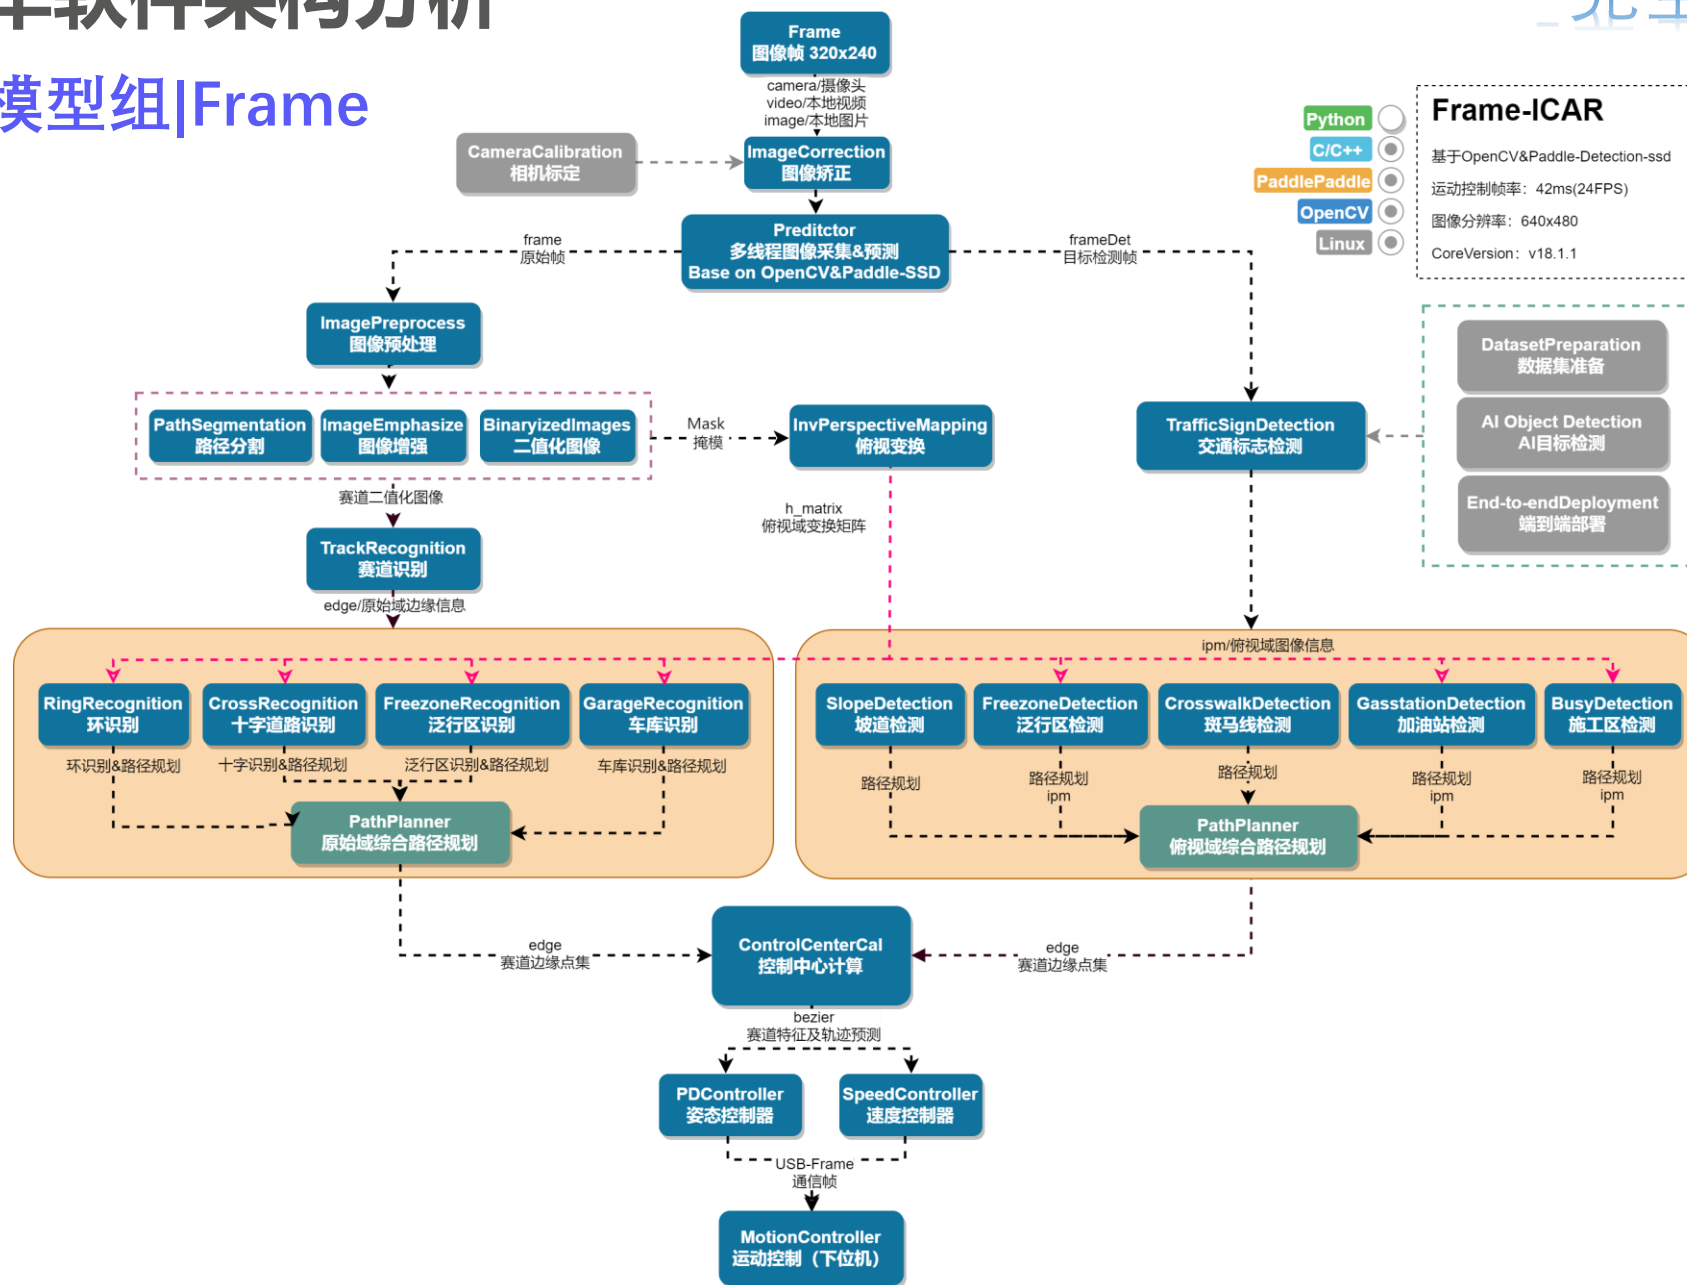 车软件架构分析
模型组|Frame
Frame
图像帧 320x240
camera/摄像头
video/本地视频
image/本地图片
CameraCalibration
相机标定
ImageCorrection
图像矫正
Preditctor
多线程图像采集&预测
Base on OpenCV&Paddle-SSD
frame
原始帧
frameDet
目标检测帧
Python
C/C++
PaddlePaddle
OpenCV
Linux
Frame-ICAR
基于OpenCV&Paddle-Detection-ssd
运动控制帧率：42ms(24FPS)
图像分辨率：640x480
CoreVersion：v18.1.1
ImagePreprocess
图像预处理
PathSegmentation
路径分割
ImageEmphasize
图像增强
BinaryizedImages
二值化图像
Mask
掩模
InvPerspectiveMapping
俯视变换
TrafficSignDetection
交通标志检测
DatasetPreparation
数据集准备
AI Object Detection
AI目标检测
End-to-endDeployment
端到端部署
赛道二值化图像
h_matrix
俯视域变换矩阵
TrackRecognition
赛道识别
edge/原始域边缘信息
ipm/俯视域图像信息
RingRecognition
环识别
CrossRecognition
十字道路识别
FreezoneRecognition
泛行区识别
GarageRecognition
车库识别
SlopeDetection
坡道检测
FreezoneDetection
泛行区检测
CrosswalkDetection
斑马线检测
GasstationDetection
加油站检测
BusyDetection
施工区检测
环识别&路径规划
十字识别&路径规划
泛行区识别&路径规划
车库识别&路径规划
路径规划
路径规划
ipm
路径规划
路径规划
ipm
路径规划
ipm
PathPlanner
原始域综合路径规划
PathPlanner
俯视域综合路径规划
edge
赛道边缘点集
ControlCenterCal
控制中心计算
edge
赛道边缘点集
bezier
赛道特征及轨迹预测
PDController
姿态控制器
SpeedController
速度控制器
USB-Frame
通信帧
MotionController
运动控制（下位机）